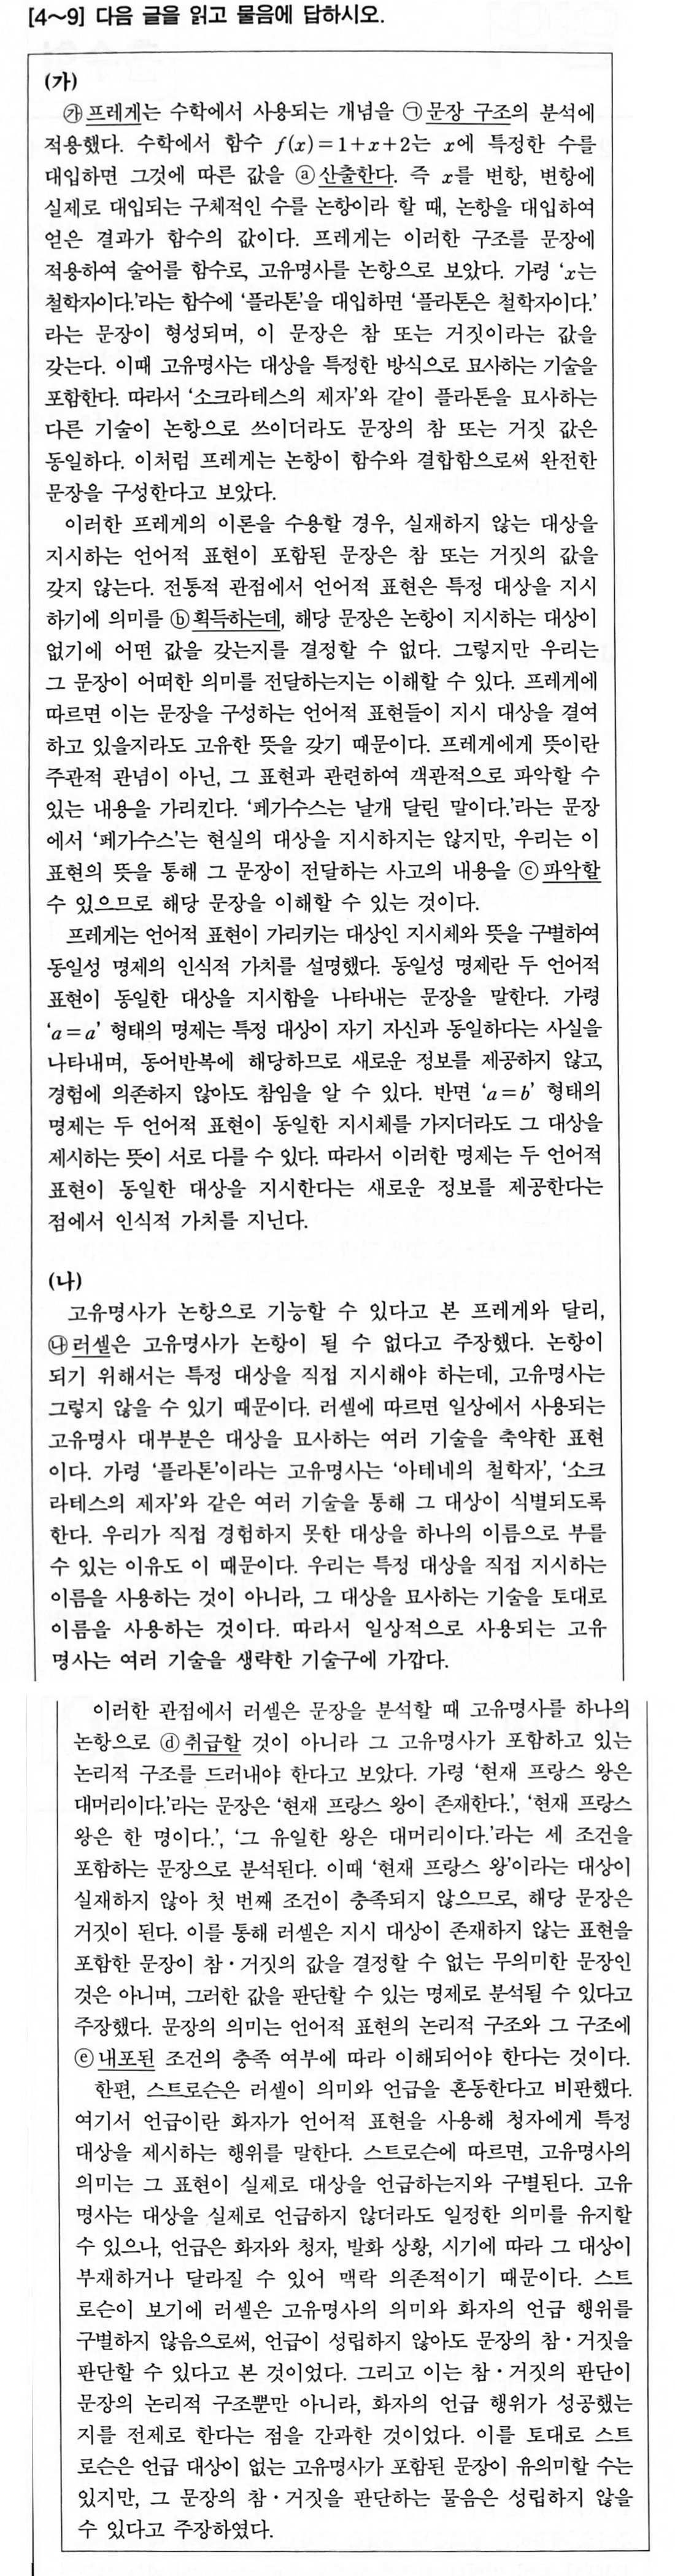 [4~9] 다음 글을 읽고 물음에 답하시오.
(가)
㉮프레게는 수학에서 사용되는 개념을 ㉠문장 구조의 분석에
적용했다. 수학에서 함수 f(x)=1+x+2는 x에 특정한 수를
대입하면 그것에 따른 값을 ⓐ산출한다. 즉 x를 변항, 변항에
실제로 대입되는 구체적인 수를 논항이라 할 때, 논항을 대입하여
얻은 결과가 함수의 값이다. 프레게는 이러한 구조를 문장에
적용하여 술어를 함수로, 고유명사를 논항으로 보았다. 가령 ‘x는
철학자이다.’라는 함수에 ‘플라톤’을 대입하면 ‘플라톤은 철학자이다.’
라는 문장이 형성되며, 이 문장은 참 또는 거짓이라는 값을
갖는다. 이때 고유명사는 대상을 특정한 방식으로 묘사하는 기술을
포함한다. 따라서 ‘소크라테스의 제자’와 같이 플라톤을 묘사하는
다른 기술이 논항으로 쓰이더라도 문장의 참 또는 거짓 값은
동일하다. 이처럼 프레게는 논항이 함수와 결합함으로써 완전한
문장을 구성한다고 보았다.
이러한 프레게의 이론을 수용할 경우, 실재하지 않는 대상을
지시하는 언어적 표현이 포함된 문장은 참 또는 거짓의 값을
갖지 않는다. 전통적 관점에서 언어적 표현은 특정 대상을 지시
하기에 의미를 ⓑ획득하는데, 해당 문장은 논항이 지시하는 대상이
없기에 어떤 값을 갖는지를 결정할 수 없다. 그렇지만 우리는
그 문장이 어떠한 의미를 전달하는지는 이해할 수 있다. 프레게에
따르면 이는 문장을 구성하는 언어적 표현들이 지시 대상을 결여
하고 있을지라도 고유한 뜻을 갖기 때문이다. 프레게에게 뜻이란
주관적 관념이 아닌, 그 표현과 관련하여 객관적으로 파악할 수
있는 내용을 가리킨다. ‘페가수스는 날개 달린 말이다.’라는 문장
에서 ‘페가수스’는 현실의 대상을 지시하지는 않지만, 우리는 이
표현의 뜻을 통해 그 문장이 전달하는 사고의 내용을 ⓒ파악할
수 있으므로 해당 문장을 이해할 수 있는 것이다.
프레게는 언어적 표현이 가리키는 대상인 지시체와 뜻을 구별하여
동일성 명제의 인식적 가치를 설명했다. 동일성 명제란 두 언어적
표현이 동일한 대상을 지시함을 나타내는 문장을 말한다. 가령
‘a=a’ 형태의 명제는 특정 대상이 자기 자신과 동일하다는 사실을
나타내며, 동어반복에 해당하므로 새로운 정보를 제공하지 않고,
경험에 의존하지 않아도 참임을 알 수 있다. 반면 ‘a=b’ 형태의
명제는 두 언어적 표현이 동일한 지시체를 가지더라도 그 대상을
제시하는 뜻이 서로 다를 수 있다. 따라서 이러한 명제는 두 언어적
표현이 동일한 대상을 지시한다는 새로운 정보를 제공한다는
점에서 인식적 가치를 지닌다.
(나)
고유명사가 논항으로 기능할 수 있다고 본 프레게와 달리,
㉯러셀은 고유명사가 논항이 될 수 없다고 주장했다. 논항이
되기 위해서는 특정 대상을 직접 지시해야 하는데, 고유명사는
그렇지 않을 수 있기 때문이다. 러셀에 따르면 일상에서 사용되는
고유명사 대부분은 대상을 묘사하는 여러 기술을 축약한 표현
이다. 가령 ‘플라톤’이라는 고유명사는 ‘아테네의 철학자’, ‘소크
라테스의 제자’와 같은 여러 기술을 통해 그 대상이 식별되도록
한다. 우리가 직접 경험하지 못한 대상을 하나의 이름으로 부를
수 있는 이유도 이 때문이다. 우리는 특정 대상을 직접 지시하는
이름을 사용하는 것이 아니라, 그 대상을 묘사하는 기술을 토대로
이름을 사용하는 것이다. 따라서 일상적으로 사용되는 고유
명사는 여러 기술을 생략한 기술구에 가깝다.
이러한 관점에서 러셀은 문장을 분석할 때 고유명사를 하나의
논항으로 ⓓ취급할 것이 아니라 그 고유명사가 포함하고 있는
논리적 구조를 드러내야 한다고 보았다. 가령 ‘현재 프랑스 왕은
대머리이다.’라는 문장은 ‘현재 프랑스 왕이 존재한다.’, ‘현재 프랑스
왕은 한 명이다.’, ‘그 유일한 왕은 대머리이다.’라는 세 조건을
포함하는 문장으로 분석된다. 이때 ‘현재 프랑스 왕’이라는 대상이
실재하지 않아 첫 번째 조건이 충족되지 않으므로, 해당 문장은
거짓이 된다. 이를 통해 러셀은 지시 대상이 존재하지 않는 표현을
포함한 문장이 참·거짓의 값을 결정할 수 없는 무의미한 문장인
것은 아니며, 그러한 값을 판단할 수 있는 명제로 분석될 수 있다고
주장했다. 문장의 의미는 언어적 표현의 논리적 구조와 그 구조에
ⓔ내포된 조건의 충족 여부에 따라 이해되어야 한다는 것이다.
한편, 스트로슨은 러셀이 의미와 언급을 혼동한다고 비판했다.
여기서 언급이란 화자가 언어적 표현을 사용해 청자에게 특정
대상을 제시하는 행위를 말한다. 스트로슨에 따르면, 고유명사의
의미는 그 표현이 실제로 대상을 언급하는지와 구별된다. 고유
명사는 대상을 실제로 언급하지 않더라도 일정한 의미를 유지할
수 있으나, 언급은 화자와 청자, 발화 상황, 시기에 따라 그 대상이
부재하거나 달라질 수 있어 맥락 의존적이기 때문이다. 스트
로슨이 보기에 러셀은 고유명사의 의미와 화자의 언급 행위를
구별하지 않음으로써, 언급이 성립하지 않아도 문장의 참·거짓을
판단할 수 있다고 본 것이었다. 그리고 이는 참·거짓의 판단이
문장의 논리적 구조뿐만 아니라, 화자의 언급 행위가 성공했는
지를 전제로 한다는 점을 간과한 것이었다. 이를 토대로 스트
로슨은 언급 대상이 없는 고유명사가 포함된 문장이 유의미할 수는
있지만, 그 문장의 참·거짓을 판단하는 물음은 성립하지 않을
수 있다고 주장하였다.